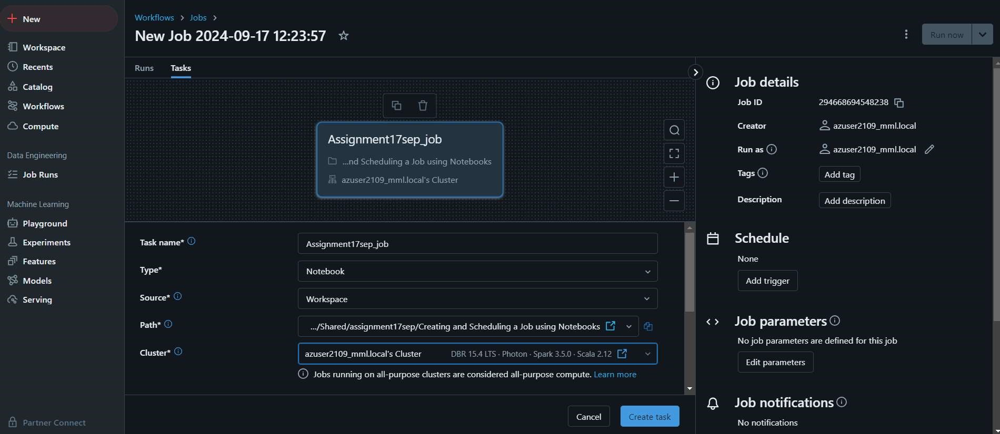 New
Workspace
Recents
Catalog
Workflows
Compute
Data Engineering
Job Runs
Machine Learning
Playground
Experiments
Features
Models
Serving
Partner Connect
Workflows > Jobs >
New Job 2024-09-17 12:23:57
Run now
Runs Tasks
Assignment17sep_job
...nd Scheduling a Job using Notebooks
azuser2109_mml.local's Cluster
Task name* Assignment17sep_job
Type* Notebook
Source* Workspace
Path* .../Shared/assignment17sep/Creating and Scheduling a Job using Notebooks
Cluster* azuser2109_mml.local's Cluster DBR 15.4 LTS · Photon · Spark 3.5.0 · Scala 2.12
Jobs running on all-purpose clusters are considered all-purpose compute. Learn more
Cancel Create task
Job details
Job ID 294668694548238
Creator azuser2109_mml.local
Run as azuser2109_mml.local
Tags Add tag
Description Add description
Schedule
None
Add trigger
Job parameters
No job parameters are defined for this job
Edit parameters
Job notifications
No notifications